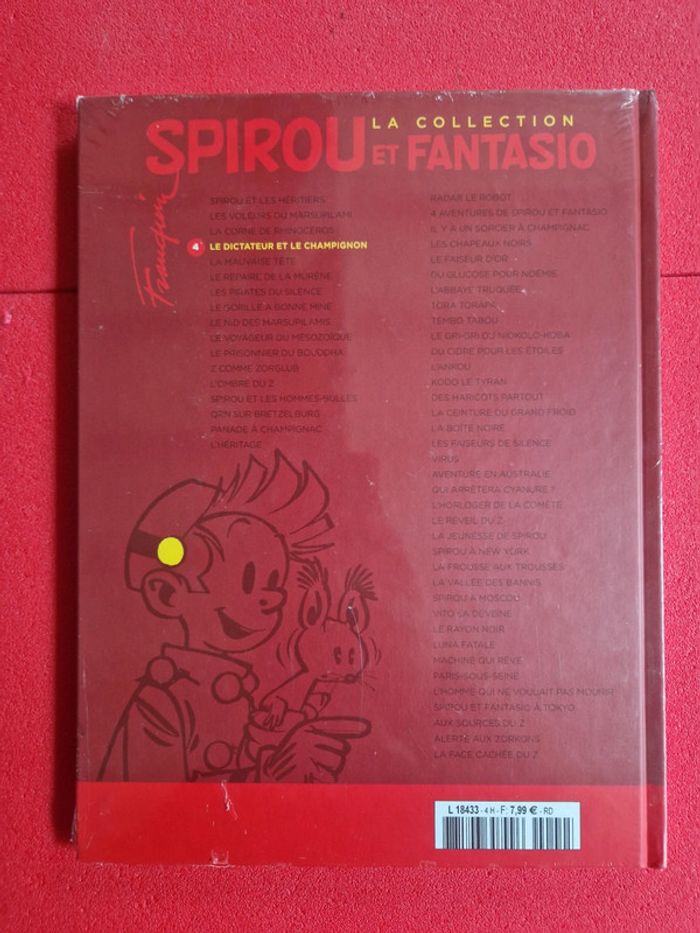 LA COLLECTION
SPIROU ET FANTASIO
Franquin
SPIROU ET LES HÉRITIERS
LES VOLEURS DU MARSUPILAMI
LA CORNE DE RHINOCÉROS
4 LE DICTATEUR ET LE CHAMPIGNON
LA MAUVAISE TÊTE
LE REPAIRE DE LA MURÈNE
LES PIRATES DU SILENCE
LE GORILLE A BONNE MINE
LE NID DES MARSUPILAMIS
LE VOYAGEUR DU MÉSOZOÏQUE
LE PRISONNIER DU BOUDDHA
Z COMME ZORGLUB
L'OMBRE DU Z
SPIROU ET LES HOMMES-BULLES
QRN SUR BRETZELBURG
PANADE À CHAMPIGNAC
L'HÉRITAGE
RADAR LE ROBOT
4 AVENTURES DE SPIROU ET FANTASIO
IL Y A UN SORCIER À CHAMPIGNAC
LES CHAPEAUX NOIRS
LE FAISEUR D'OR
DU GLUCOSE POUR NOÉMIE
L'ABBAYE TRUQUÉE
TORA TORAPA
TEMBO TABOU
LE GRI-GRI DU NIOKOLO-KOBA
DU CIDRE POUR LES ÉTOILES
L'ANKOU
KODO LE TYRAN
DES HARICOTS PARTOUT
LA CEINTURE DU GRAND FROID
LA BOÎTE NOIRE
LES FAISEURS DE SILENCE
VIRUS
AVENTURE EN AUSTRALIE
QUI ARRÊTERA CYANURE ?
L'HORLOGER DE LA COMÈTE
LE RÉVEIL DU Z
LA JEUNESSE DE SPIROU
SPIROU À NEW YORK
LA FROUSSE AUX TROUSSES
LA VALLÉE DES BANNIS
SPIROU À MOSCOU
VITO LA DÉVEINE
LE RAYON NOIR
LUNA FATALE
MACHINE QUI RÊVE
PARIS-SOUS-SEINE
L'HOMME QUI NE VOULAIT PAS MOURIR
SPIROU ET FANTASIO À TOKYO
AUX SOURCES DU Z
ALERTE AUX ZORKONS
LA FACE CACHÉE DU Z
L 18433 - 4 H - F: 7,99 € - RD